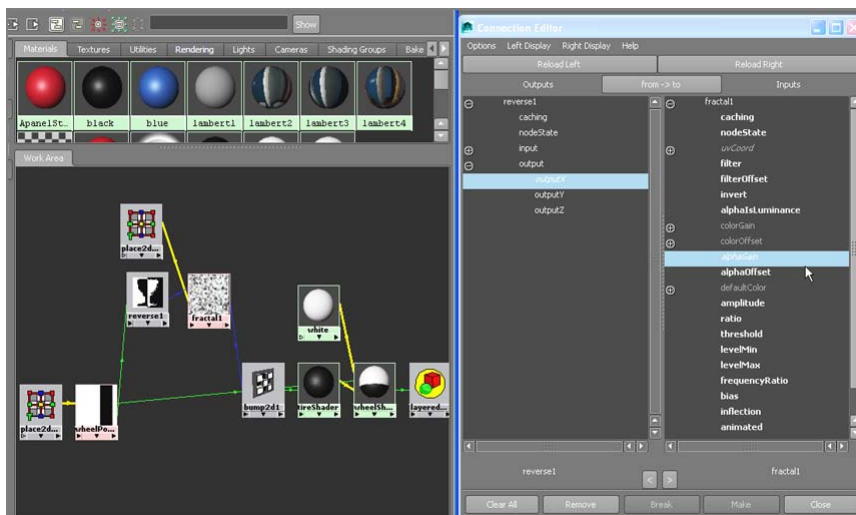 Show
Materials Textures Utilities Rendering Lights Cameras Shading Groups Bake
ApanelSt... black blue lambert1 lambert2 lambert3 lambert4
Work Area
place2d...
reverse1
fractal1
white
place2d...
wheelPo...
bump2d1
tireShader
wheelSh...
layered...
Connection Editor
Options Left Display Right Display Help
Reload Left Reload Right
Outputs from -> to Inputs
reverse1
caching
nodeState
input
output
outputX
outputY
outputZ
fractal1
caching
nodeState
uvCoord
filter
filterOffset
invert
alphaIsLuminance
colorGain
colorOffset
alphaGain
alphaOffset
defaultColor
amplitude
ratio
threshold
levelMin
levelMax
frequencyRatio
bias
inflection
animated
reverse1 < > fractal1
Clear All Remove Break Make Close